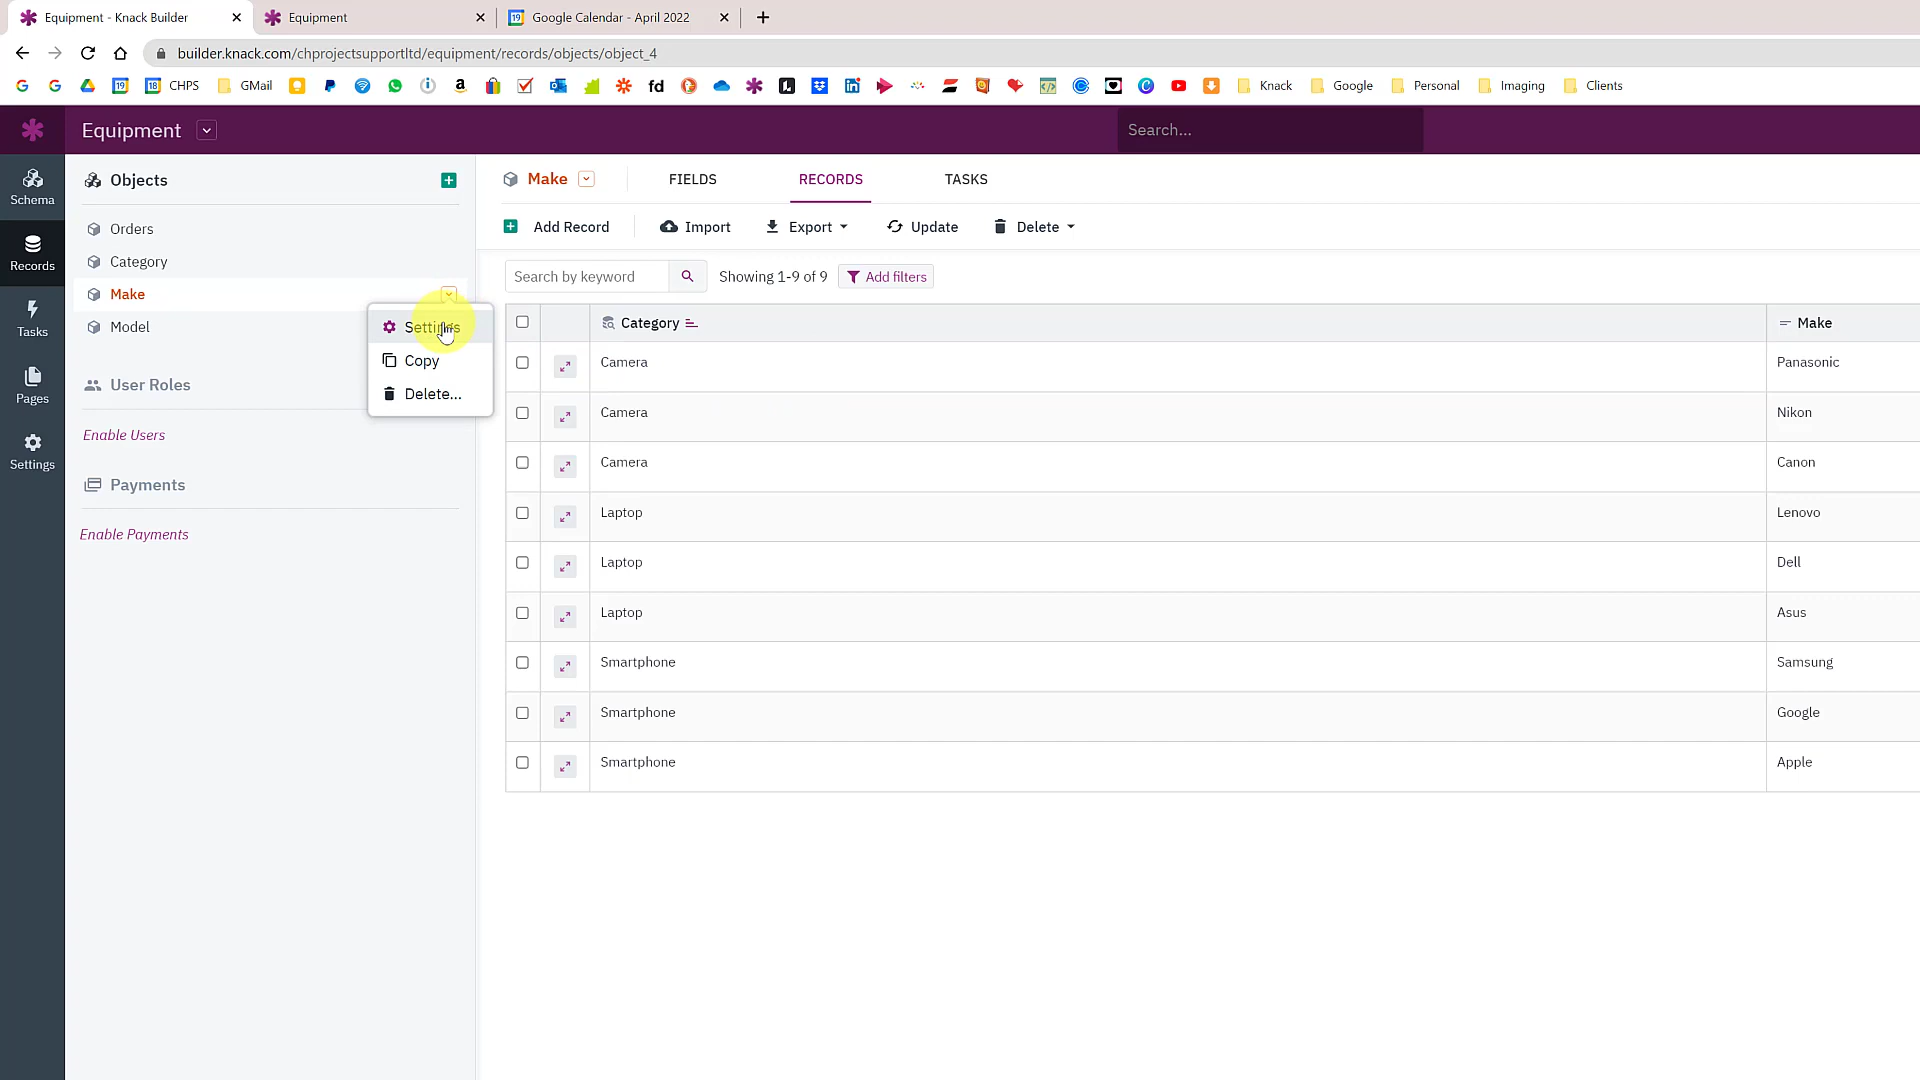 Equipment - Knack Builder
Equipment
19 Google Calendar - April 2022
builder.knack.com/chprojectsupportltd/equipment/records/objects/object_4
19
18 CHPS
GMail
fd
Knack
Google
Personal
Imaging
Clients
Equipment
Search...
Schema
Records
Tasks
Pages
Settings
Objects
Orders
Category
Make
Model
User Roles
Enable Users
Payments
Enable Payments
Settings
Copy
Delete...
Make
FIELDS
RECORDS
TASKS
Add Record
Import
Export
Update
Delete
Search by keyword
Showing 1-9 of 9
Add filters
Category
Make
Camera
Panasonic
Camera
Nikon
Camera
Canon
Laptop
Lenovo
Laptop
Dell
Laptop
Asus
Smartphone
Samsung
Smartphone
Google
Smartphone
Apple